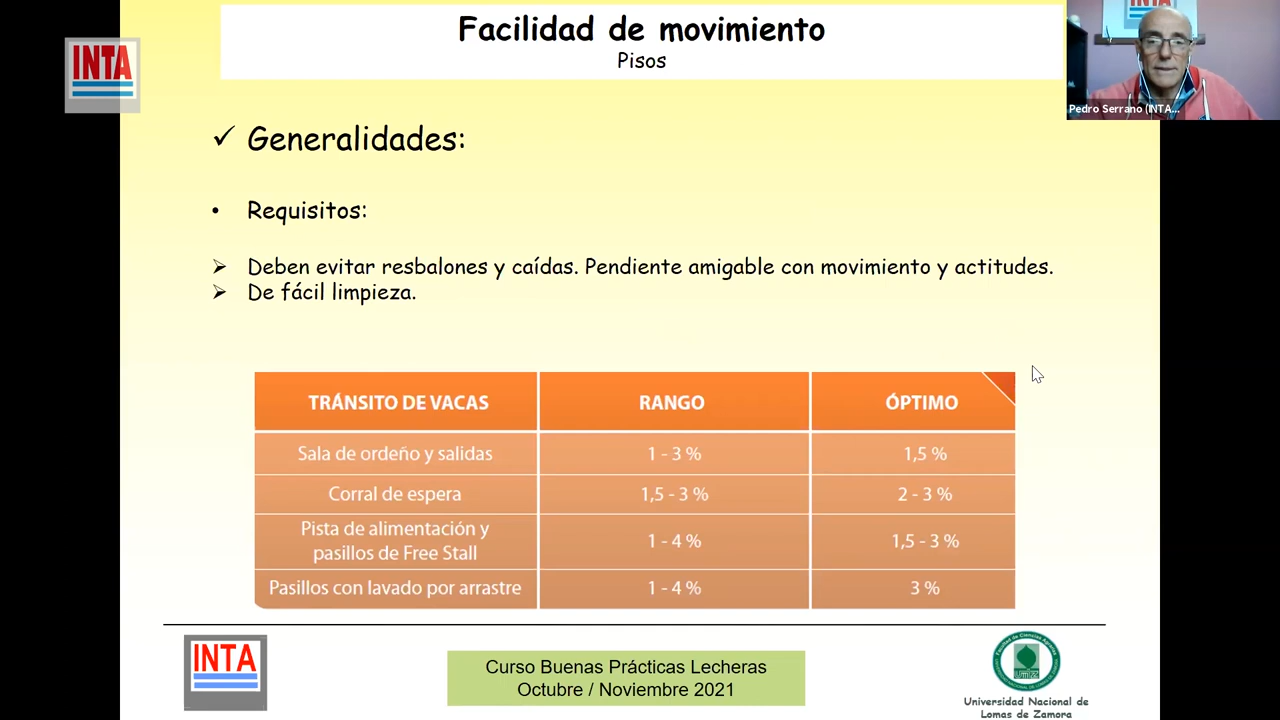 Facilidad de movimiento
Pisos
INTA
INTA
Pedro Serrano (INTA...
✓ Generalidades:
• Requisitos:
➢ Deben evitar resbalones y caídas. Pendiente amigable con movimiento y actitudes.
➢ De fácil limpieza.
TRÁNSITO DE VACAS RANGO ÓPTIMO
Sala de ordeño y salidas 1 - 3 % 1,5 %
Corral de espera 1,5 - 3 % 2 - 3 %
Pista de alimentación y
pasillos de Free Stall 1 - 4 % 1,5 - 3 %
Pasillos con lavado por arrastre 1 - 4 % 3 %
INTA
Curso Buenas Prácticas Lecheras
Octubre / Noviembre 2021
Universidad Nacional de
Lomas de Zamora